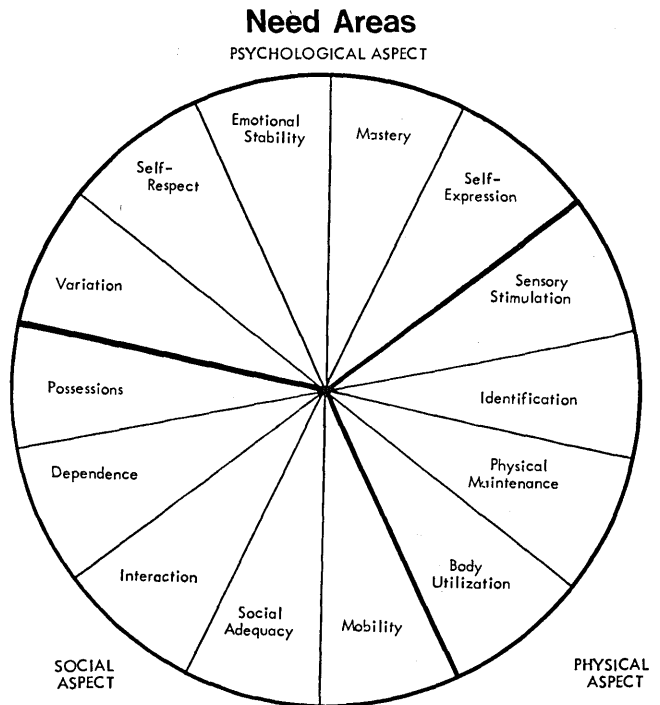 Need Areas
PSYCHOLOGICAL ASPECT
Emotional
Stability
Mastery
Self-
Respect
Self-
Expression
Variation
Sensory
Stimulation
Possessions
Identification
Dependence
Physical
Maintenance
Interaction
Body
Utilization
Social
Adequacy
Mobility
SOCIAL
ASPECT
PHYSICAL
ASPECT